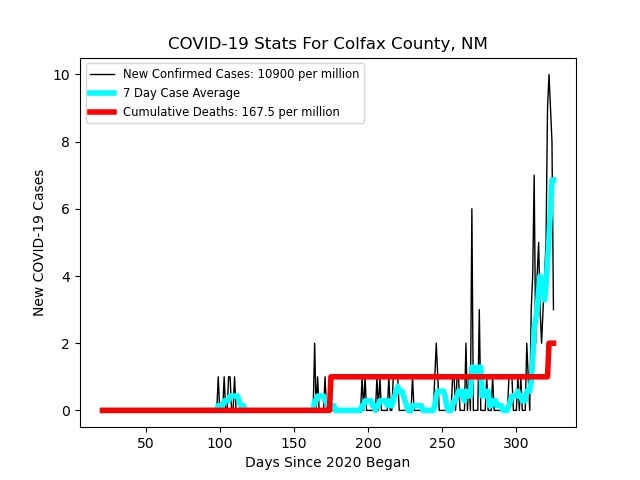 COVID-19 Stats For Colfax County, NM
New Confirmed Cases: 10900 per million
7 Day Case Average
Cumulative Deaths: 167.5 per million
New COVID-19 Cases
10
8
6
4
2
0
50 100 150 200 250 300
Days Since 2020 Began